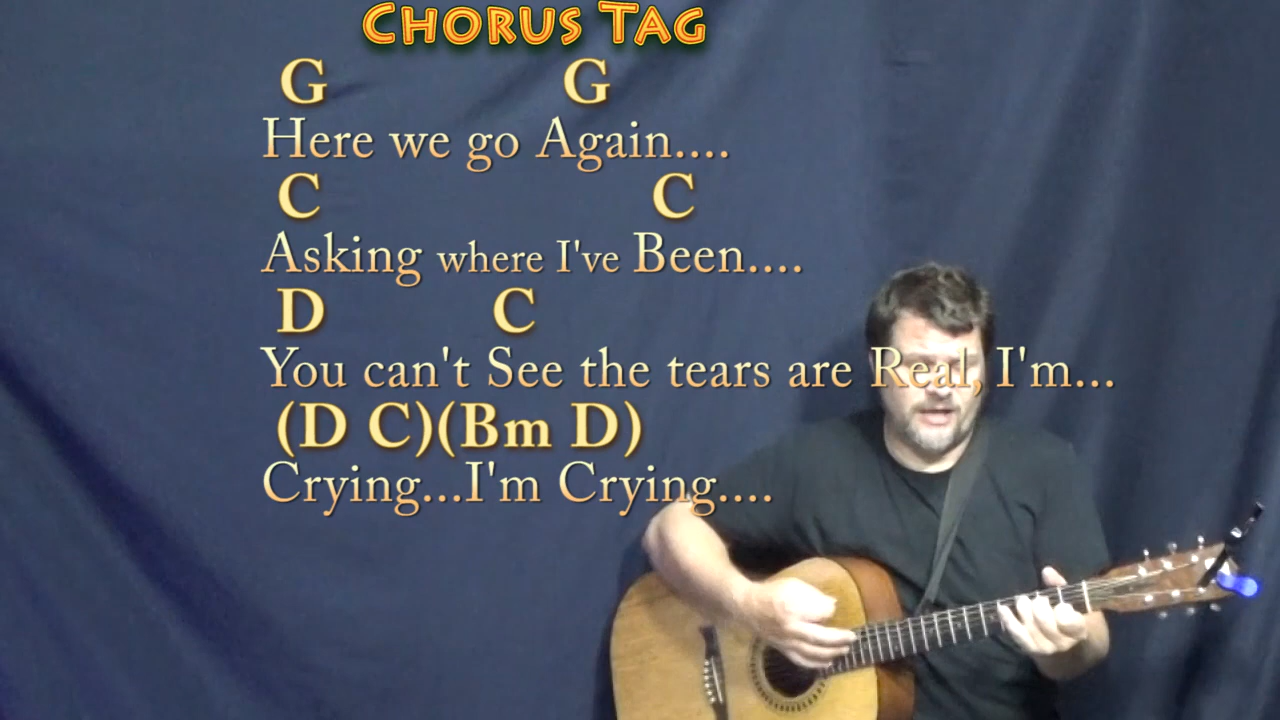 CHORUS TAG
G G
Here we go Again....
C C
Asking where I've Been....
D C
You can't See the tears are Real, I'm...
(D C)(Bm D)
Crying...I'm Crying....